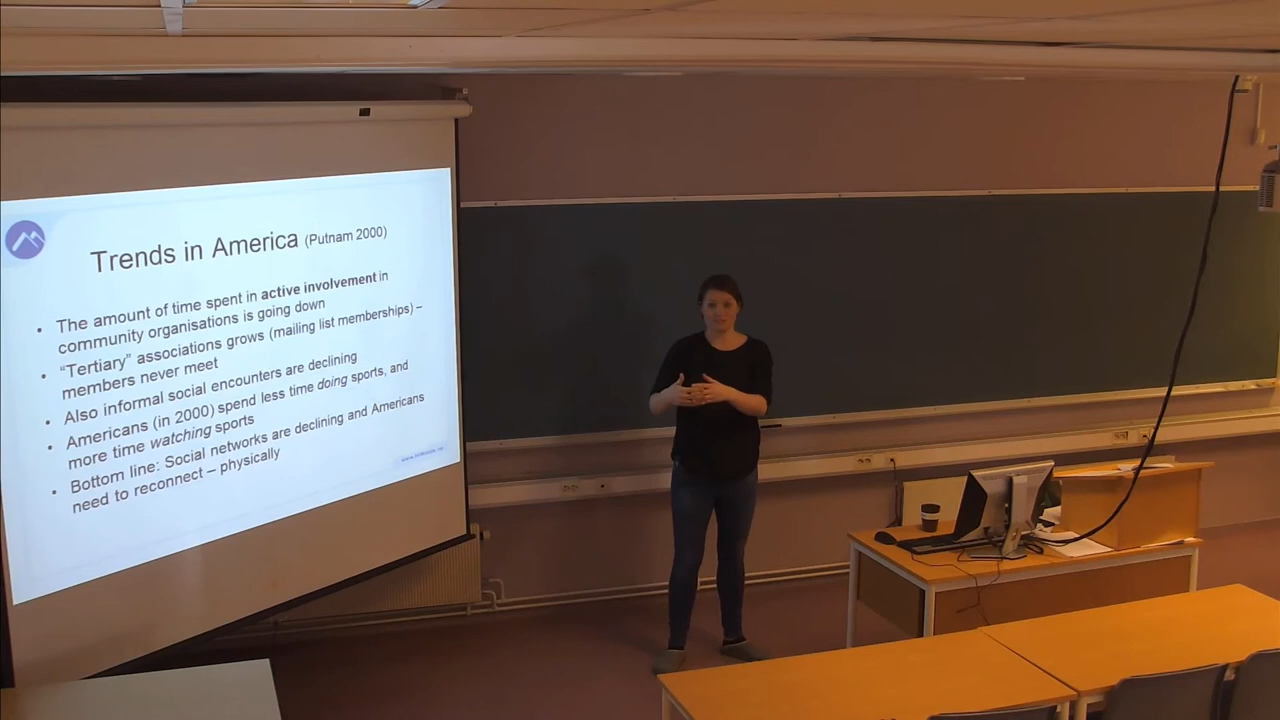 Trends in America (Putnam 2000)
• The amount of time spent in active involvement in
community organisations is going down
• “Tertiary” associations grows (mailing list memberships) –
members never meet
• Also informal social encounters are declining
• Americans (in 2000) spend less time doing sports, and
more time watching sports
• Bottom line: Social networks are declining and Americans
need to reconnect – physically